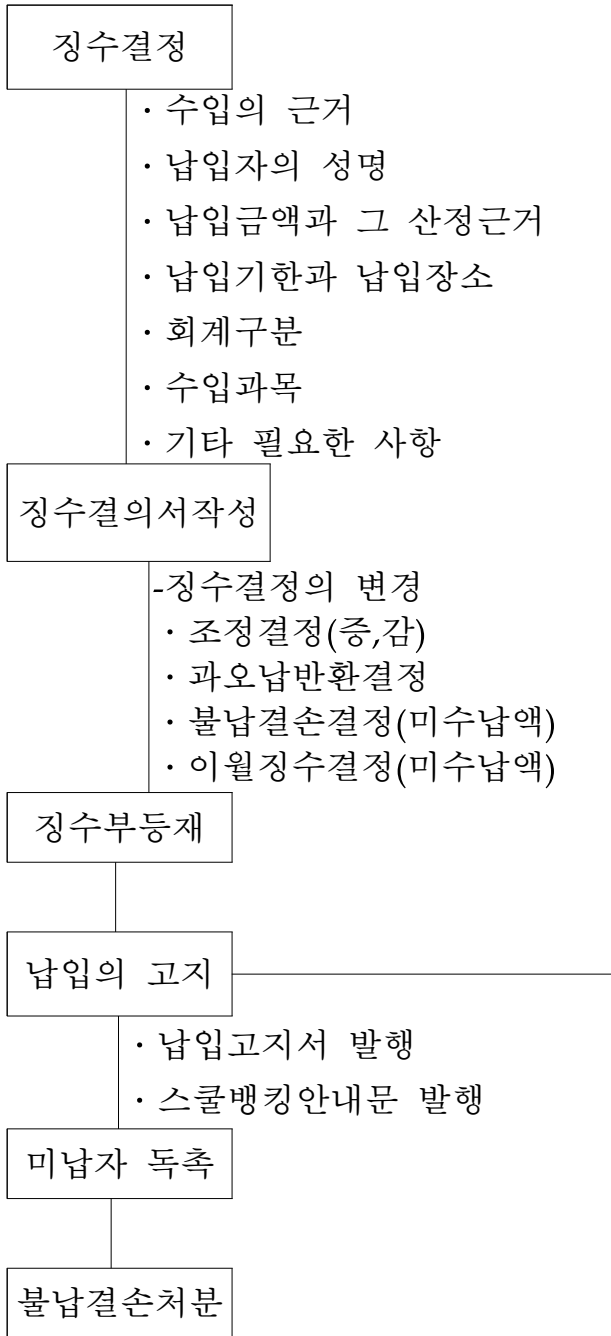 징수결정
· 수입의 근거
· 납입자의 성명
· 납입금액과 그 산정근거
· 납입기한과 납입장소
· 회계구분
· 수입과목
· 기타 필요한 사항
징수결의서작성
-징수결정의 변경
· 조정결정(증,감)
· 과오납반환결정
· 불납결손결정(미수납액)
· 이월징수결정(미수납액)
징수부등재
납입의 고지
· 납입고지서 발행
· 스쿨뱅킹안내문 발행
미납자 독촉
불납결손처분